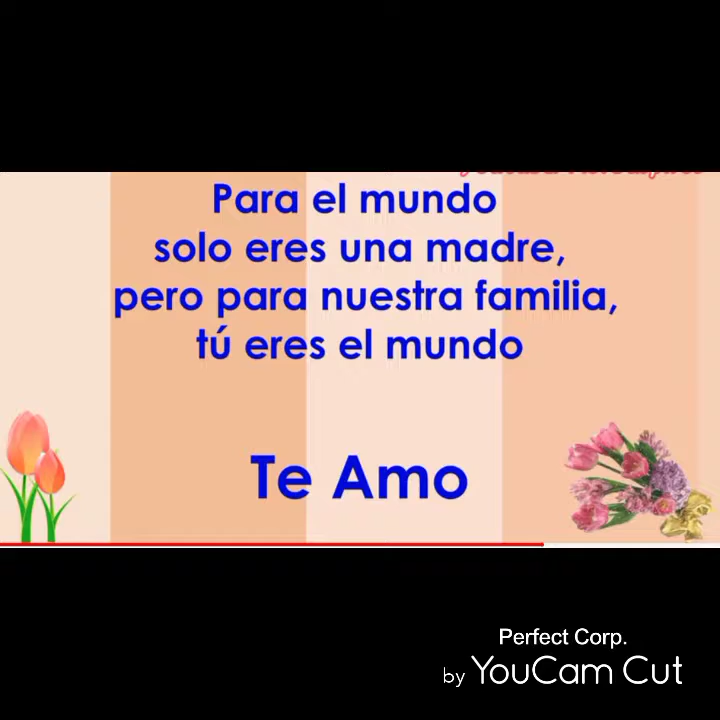 Para el mundo
solo eres una madre,
pero para nuestra familia,
tú eres el mundo
Te Amo
Perfect Corp.
by YouCam Cut